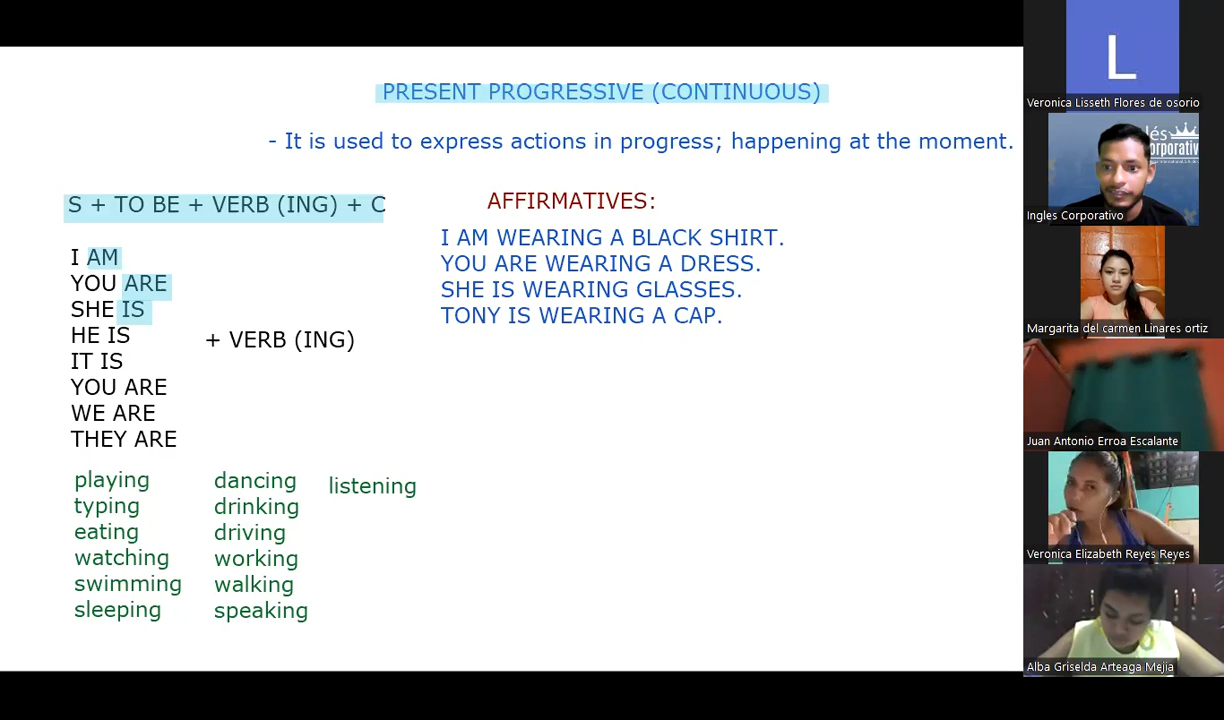 PRESENT PROGRESSIVE (CONTINUOUS)
- It is used to express actions in progress; happening at the moment.
S + TO BE + VERB (ING) + C
I AM
YOU ARE
SHE IS
HE IS
IT IS
YOU ARE
WE ARE
THEY ARE
+ VERB (ING)
AFFIRMATIVES:
I AM WEARING A BLACK SHIRT.
YOU ARE WEARING A DRESS.
SHE IS WEARING GLASSES.
TONY IS WEARING A CAP.
playing
typing
eating
watching
swimming
sleeping
dancing
drinking
driving
working
walking
speaking
listening
L
Veronica Lisseth Flores de osorio
Ingles Corporativo
Margarita del carmen Linares ortiz
Juan Antonio Erroa Escalante
Veronica Elizabeth Reyes Reyes
Alba Griselda Arteaga Mejia